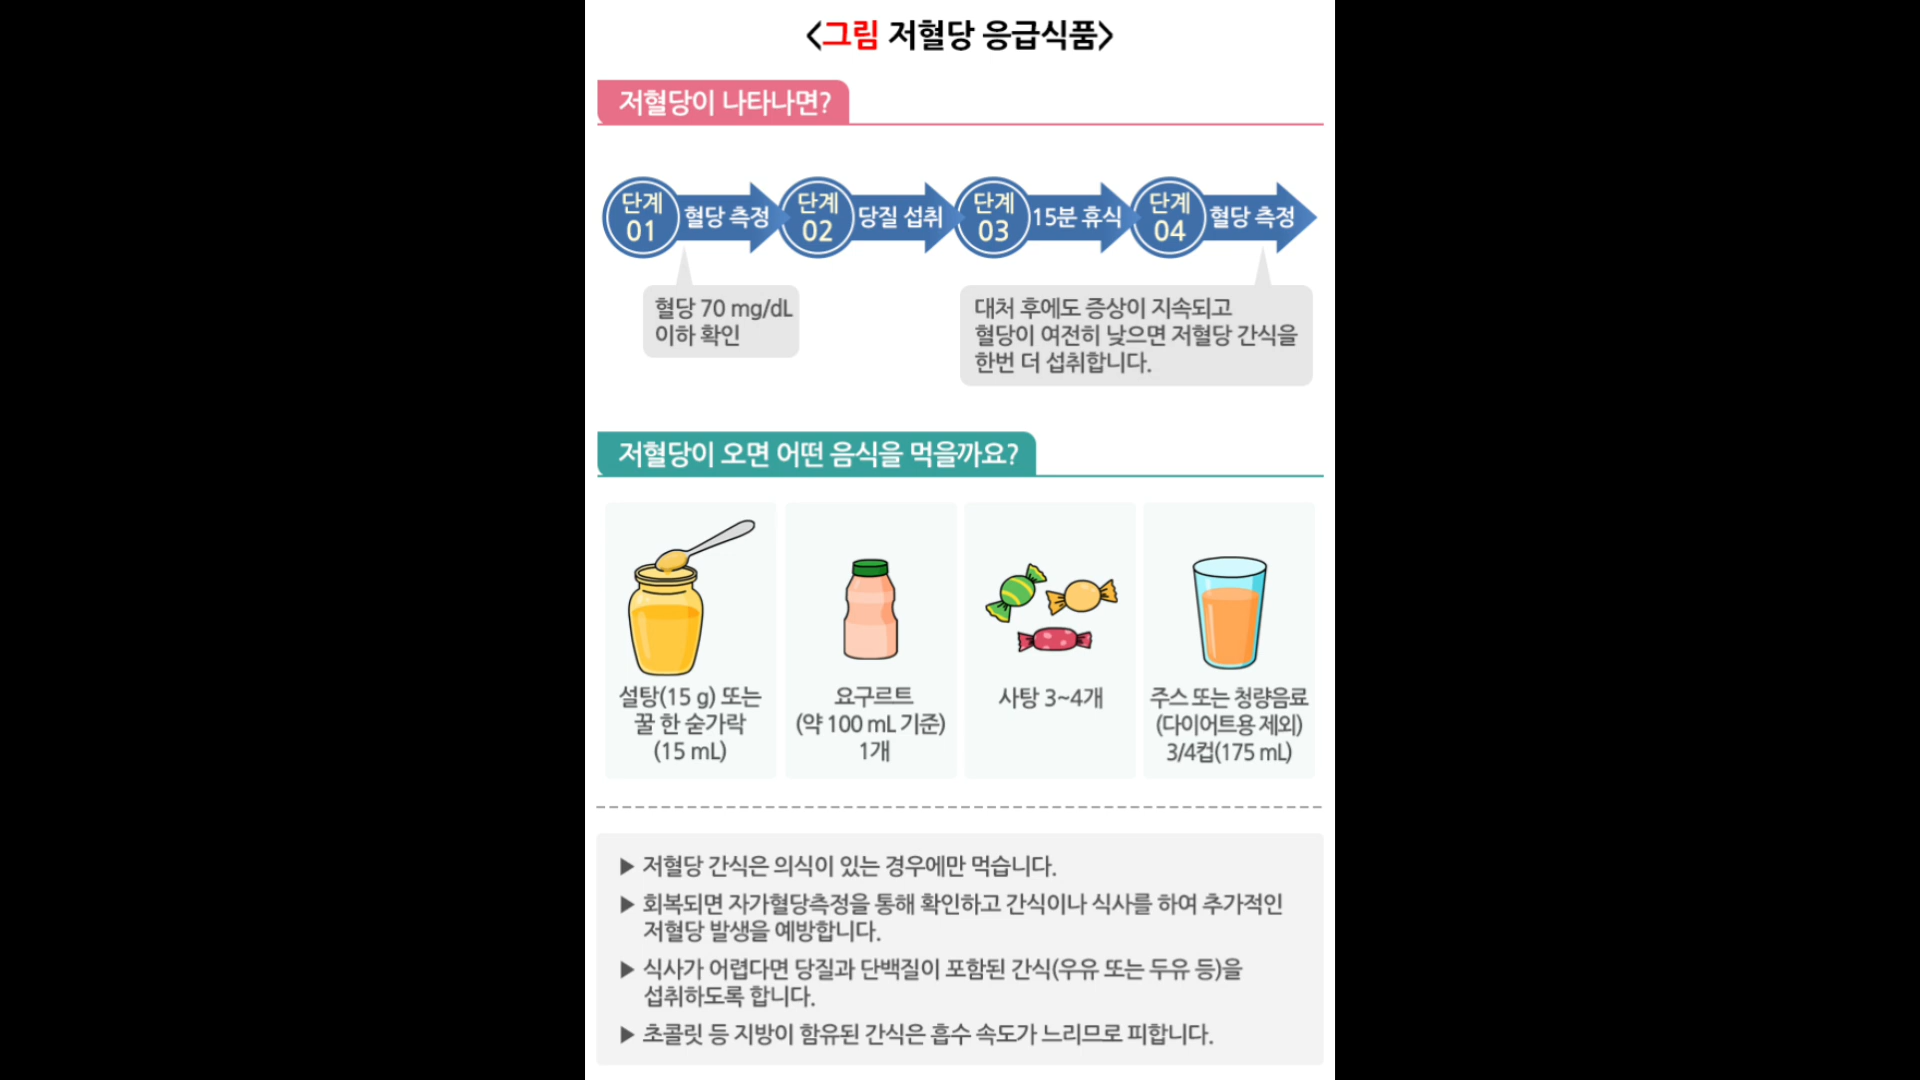 <그림 저혈당 응급식품>
저혈당이 나타나면?
단계
01
혈당 측정
단계
02
당질 섭취
단계
03
15분 휴식
단계
04
혈당 측정
혈당 70 mg/dL
이하 확인
대처 후에도 증상이 지속되고
혈당이 여전히 낮으면 저혈당 간식을
한번 더 섭취합니다.
저혈당이 오면 어떤 음식을 먹을까요?
설탕(15 g) 또는
꿀 한 숟가락
(15 mL)
요구르트
(약 100 mL 기준)
1개
사탕 3~4개
주스 또는 청량음료
(다이어트용 제외)
3/4컵(175 mL)
▶ 저혈당 간식은 의식이 있는 경우에만 먹습니다.
▶ 회복되면 자가혈당측정을 통해 확인하고 간식이나 식사를 하여 추가적인
저혈당 발생을 예방합니다.
▶ 식사가 어렵다면 당질과 단백질이 포함된 간식(우유 또는 두유 등)을
섭취하도록 합니다.
▶ 초콜릿 등 지방이 함유된 간식은 흡수 속도가 느리므로 피합니다.